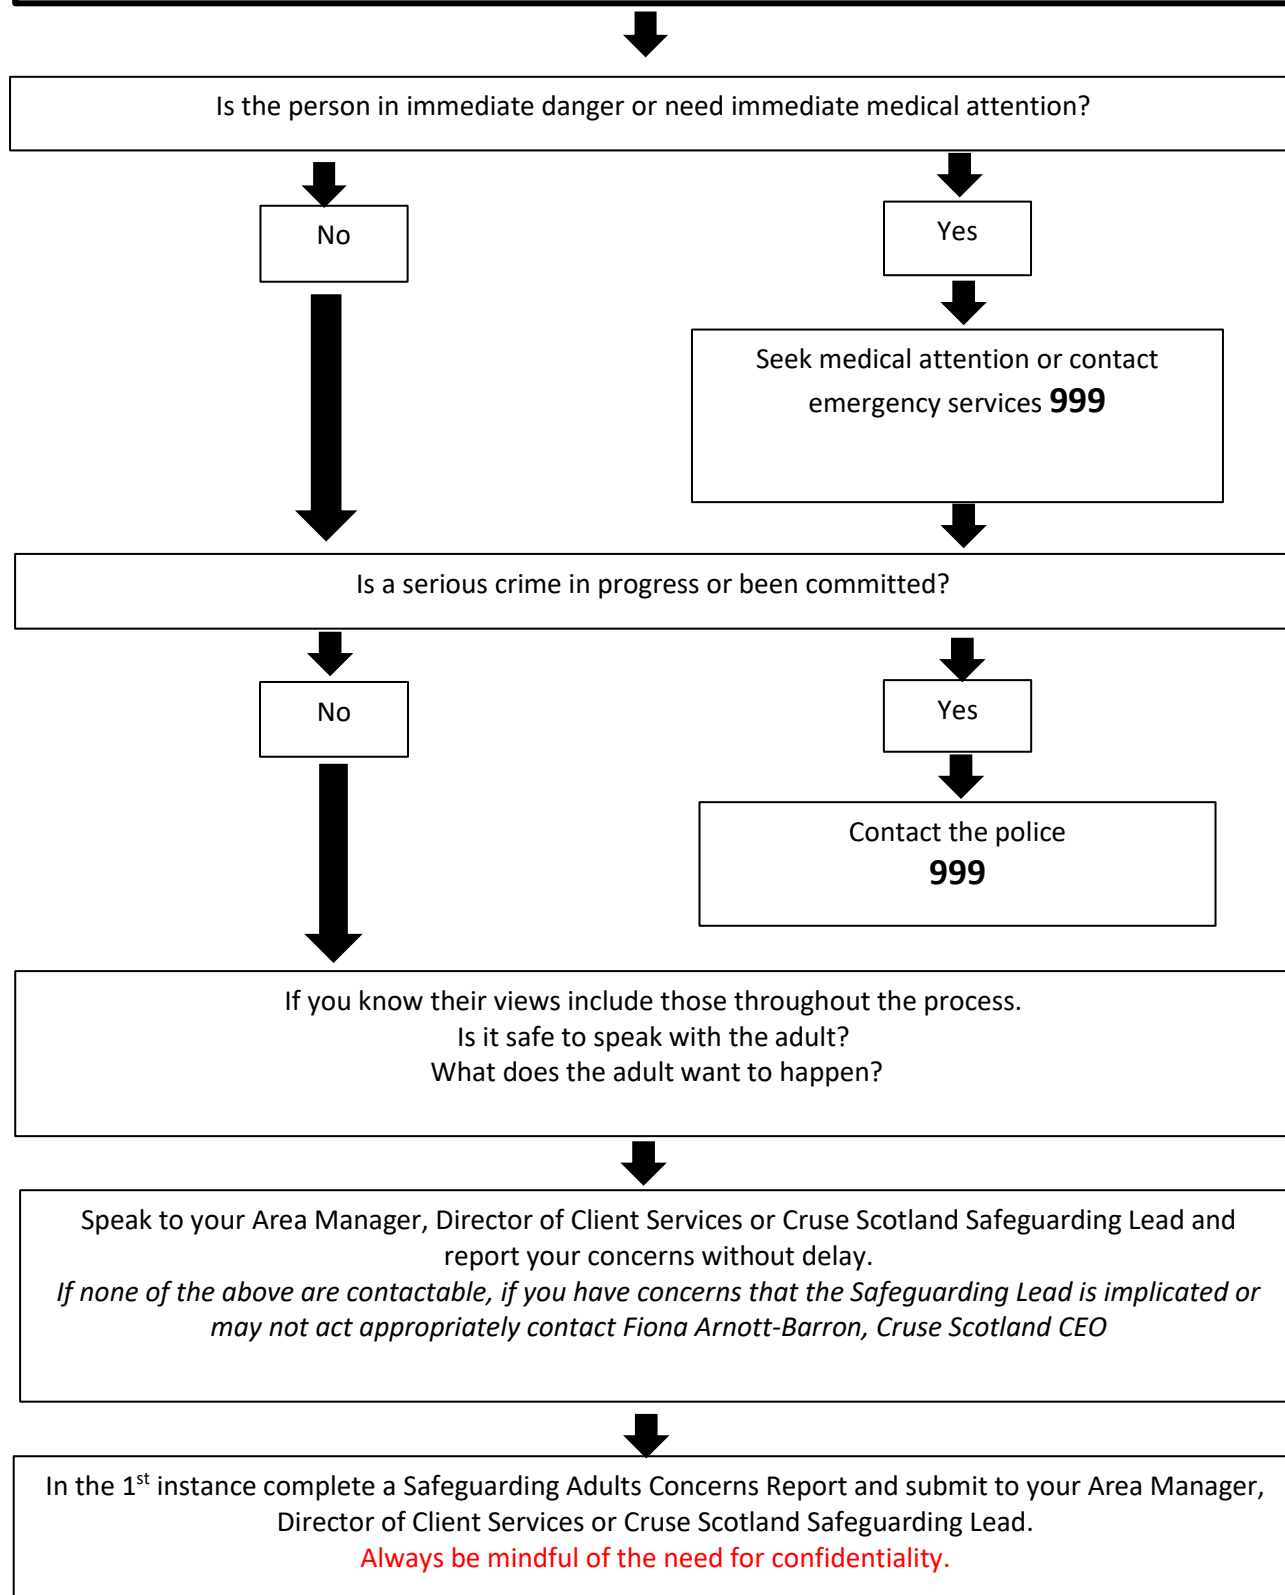 Is the person in immediate danger or need immediate medical attention?
No
Yes
Seek medical attention or contact
emergency services 999
Is a serious crime in progress or been committed?
No
Yes
Contact the police
999
If you know their views include those throughout the process.
Is it safe to speak with the adult?
What does the adult want to happen?
Speak to your Area Manager, Director of Client Services or Cruse Scotland Safeguarding Lead and
report your concerns without delay.
If none of the above are contactable, if you have concerns that the Safeguarding Lead is implicated or
may not act appropriately contact Fiona Arnott-Barron, Cruse Scotland CEO
In the 1st instance complete a Safeguarding Adults Concerns Report and submit to your Area Manager,
Director of Client Services or Cruse Scotland Safeguarding Lead.
Always be mindful of the need for confidentiality.